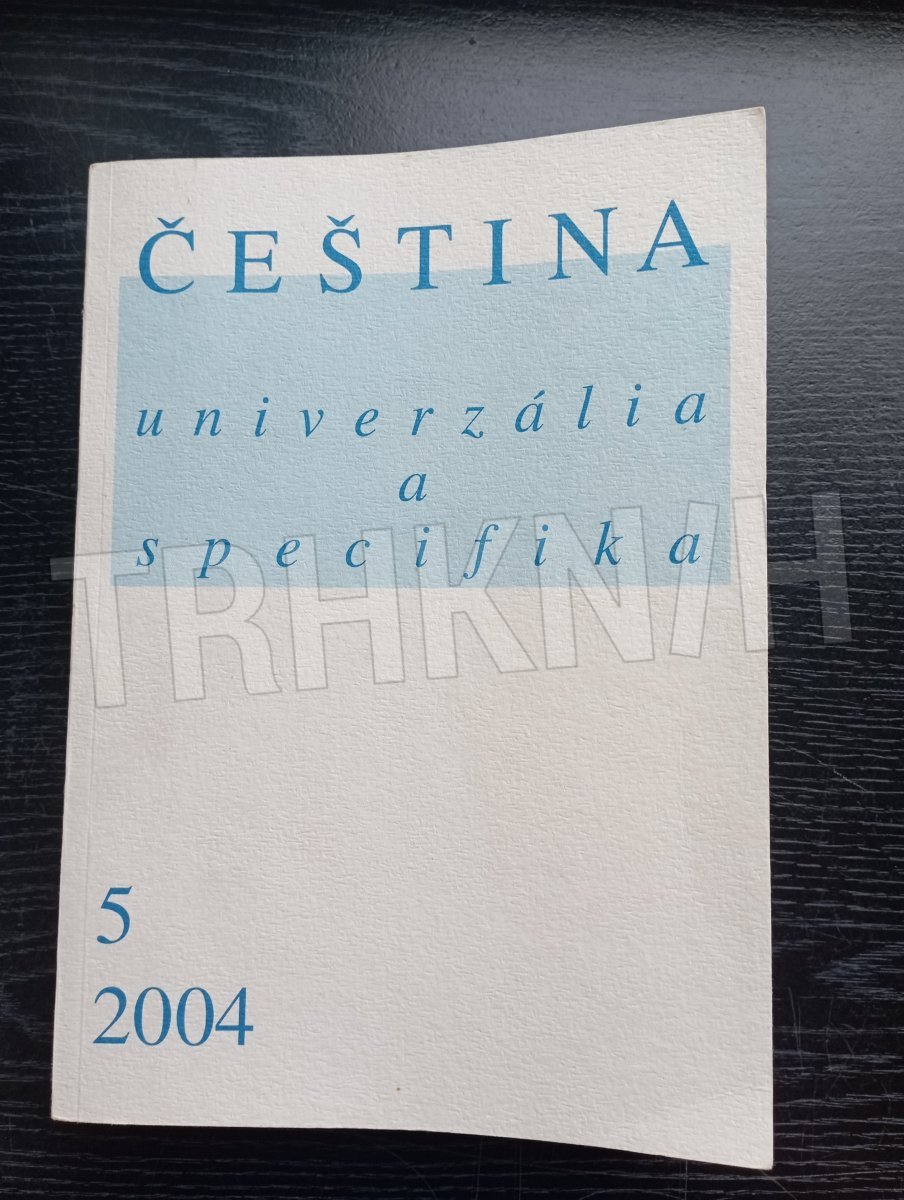 ČEŠTINA
univerzália
a
specifika
TRHKNIH
5
2004